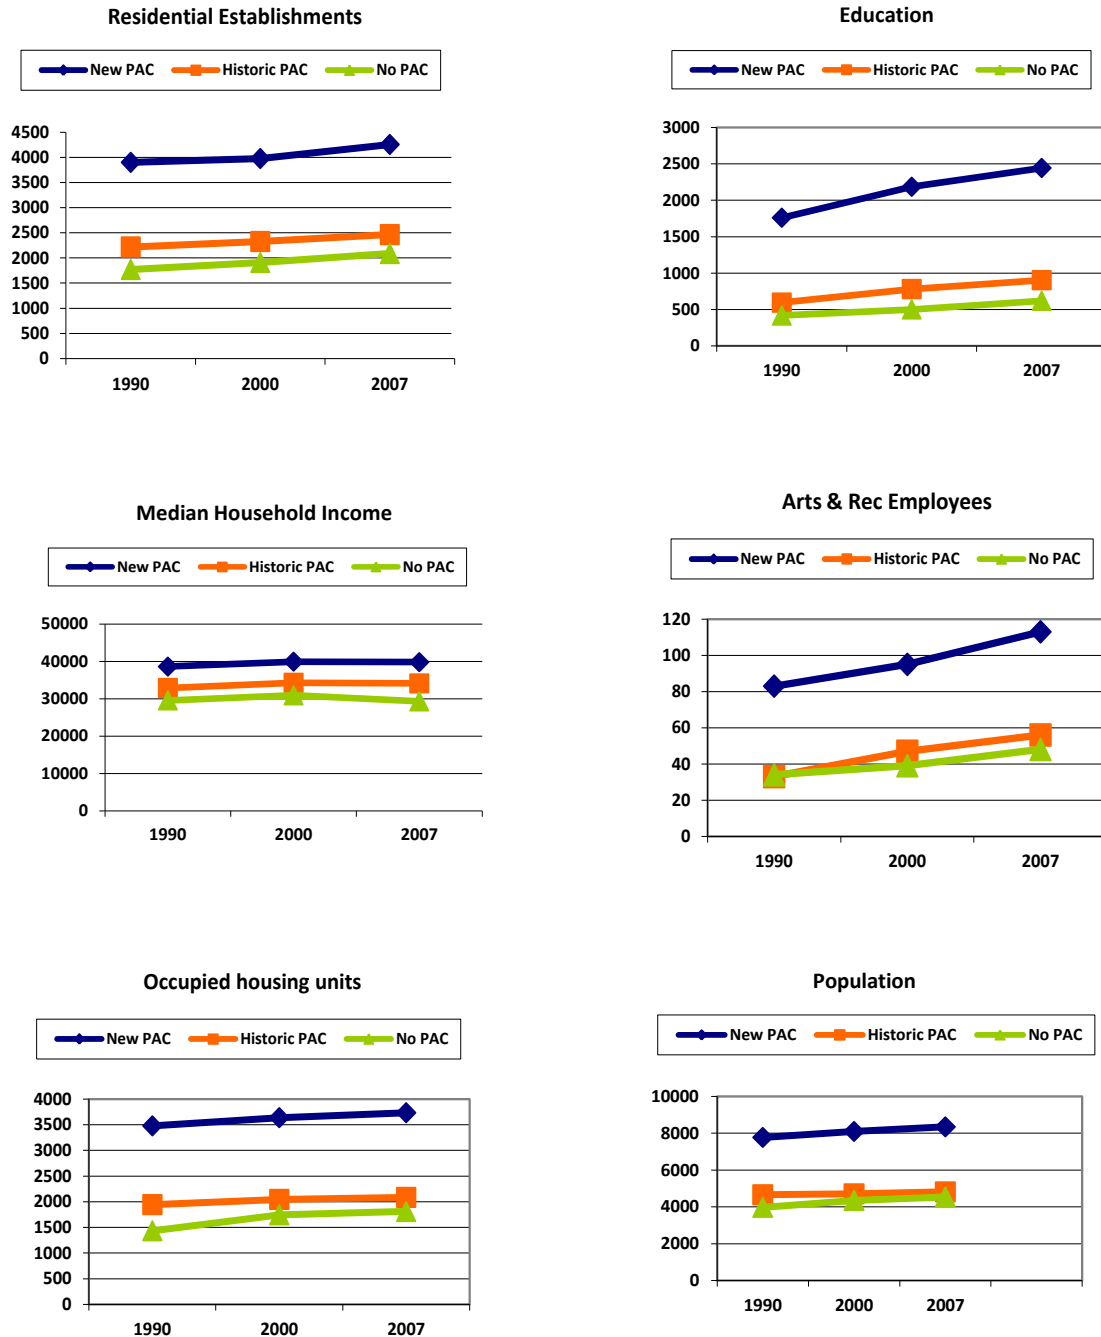 Residential Establishments
New PAC Historic PAC No PAC
4500
4000
3500
3000
2500
2000
1500
1000
500
0
1990 2000 2007
Education
New PAC Historic PAC No PAC
3000
2500
2000
1500
1000
500
0
1990 2000 2007
Median Household Income
New PAC Historic PAC No PAC
50000
40000
30000
20000
10000
0
1990 2000 2007
Arts & Rec Employees
New PAC Historic PAC No PAC
120
100
80
60
40
20
0
1990 2000 2007
Occupied housing units
New PAC Historic PAC No PAC
4000
3500
3000
2500
2000
1500
1000
500
0
1990 2000 2007
Population
New PAC Historic PAC No PAC
10000
8000
6000
4000
2000
0
1990 2000 2007